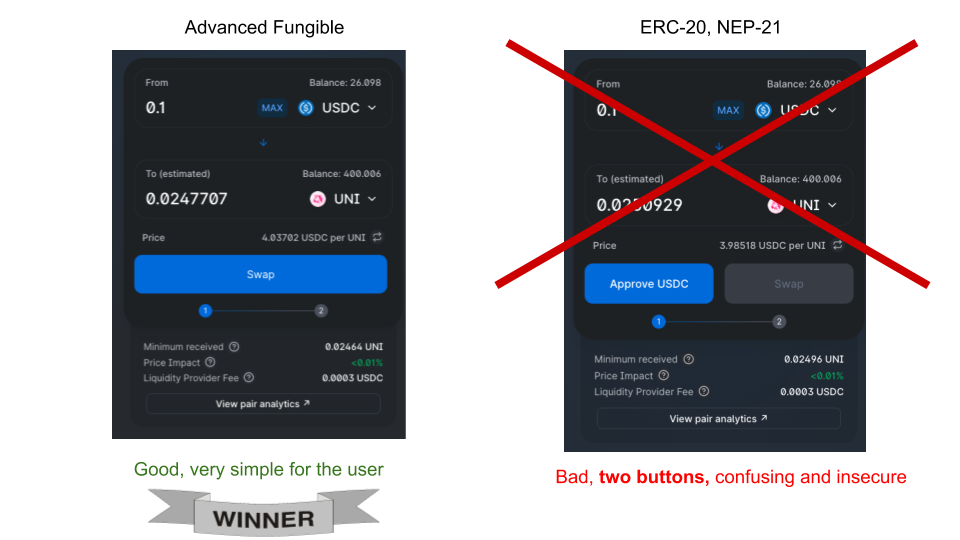 Advanced Fungible
From Balance: 26.098
0.1 MAX USDC
To (estimated) Balance: 400.006
0.0247707 UNI
Price 4.03702 USDC per UNI
Swap
1 2
Minimum received 0.02464 UNI
Price Impact <0.01%
Liquidity Provider Fee 0.0003 USDC
View pair analytics ↗
Good, very simple for the user
WINNER
ERC-20, NEP-21
From Balance: 26.098
0.1 MAX USDC
To (estimated) Balance: 400.006
0.0250929 UNI
Price 3.98518 USDC per UNI
Approve USDC Swap
1 2
Minimum received 0.02496 UNI
Price Impact <0.01%
Liquidity Provider Fee 0.0003 USDC
View pair analytics ↗
Bad, two buttons, confusing and insecure